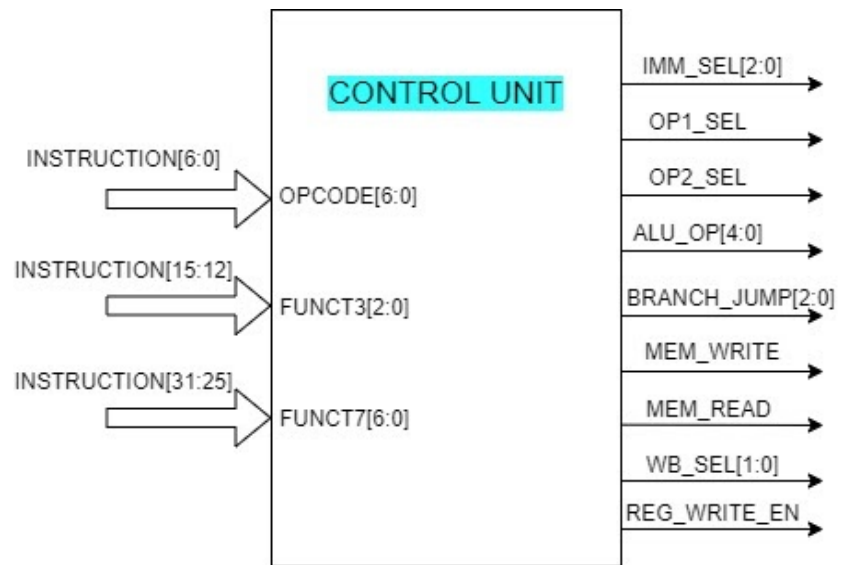 CONTROL UNIT
INSTRUCTION[6:0]
OPCODE[6:0]
INSTRUCTION[15:12]
FUNCT3[2:0]
INSTRUCTION[31:25]
FUNCT7[6:0]
IMM_SEL[2:0]
OP1_SEL
OP2_SEL
ALU_OP[4:0]
BRANCH_JUMP[2:0]
MEM_WRITE
MEM_READ
WB_SEL[1:0]
REG_WRITE_EN